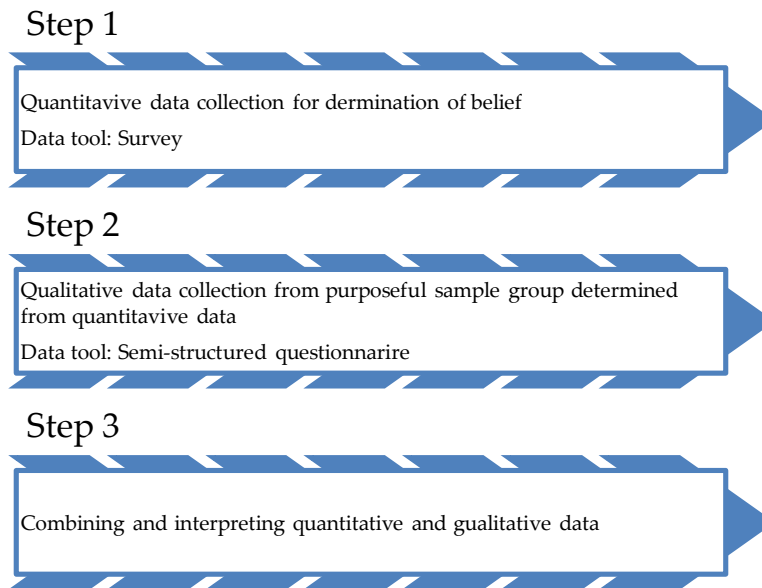 Step 1
Quantitavive data collection for dermination of belief
Data tool: Survey
Step 2
Qualitative data collection from purposeful sample group determined
from quantitavive data
Data tool: Semi-structured questionnarire
Step 3
Combining and interpreting quantitative and gualitative data